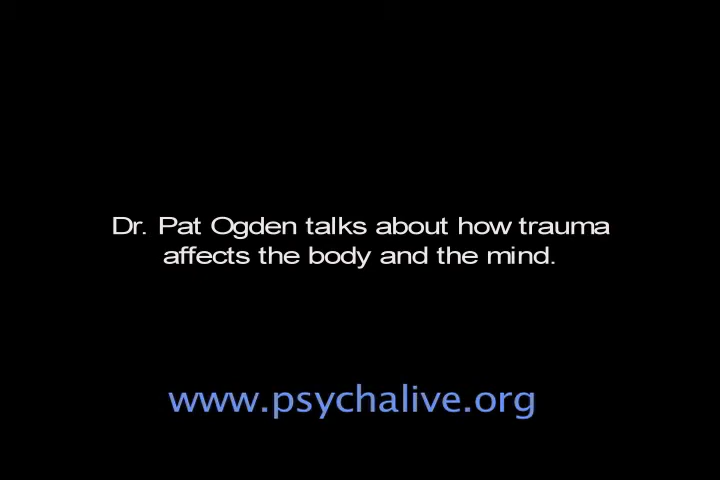 Dr. Pat Ogden talks about how trauma
affects the body and the mind.
www.psychalive.org